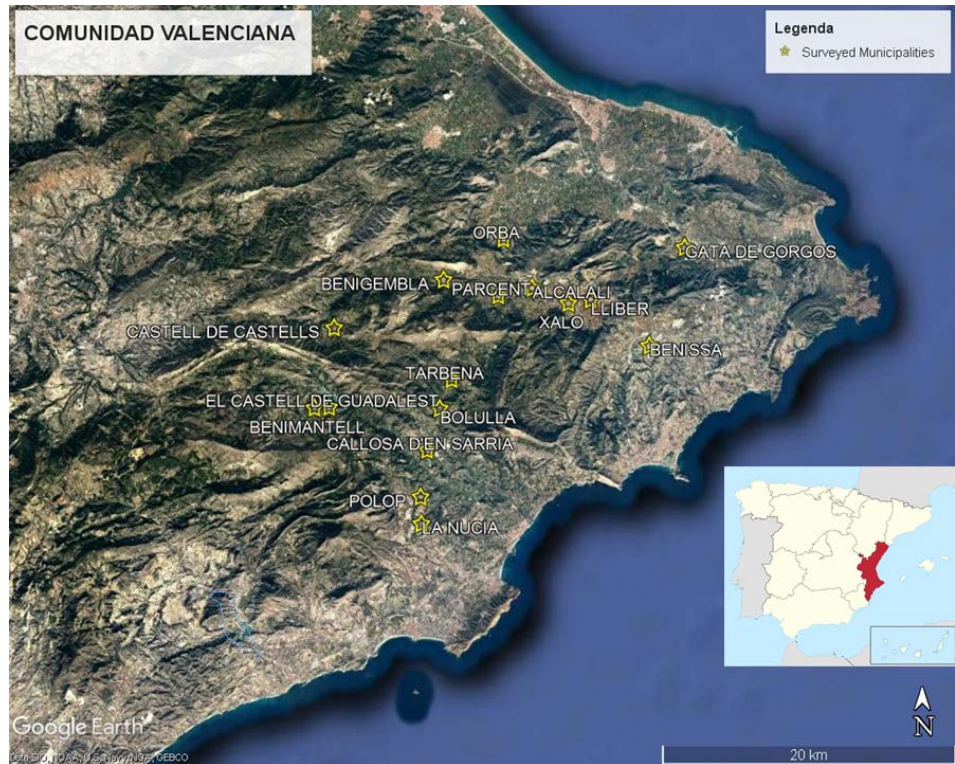 COMUNIDAD VALENCIANA
Legenda
Surveyed Municipalities
ORBA
GATA DE GORGOS
BENIGEMBLA
PARCENT
ALCALALI
LLIBER
XALO
CASTELL DE CASTELLS
BENISSA
TARBENA
EL CASTELL DE GUADALEST
BOLULLA
BENIMANTELL
CALLOSA D'EN SARRIA
POLOP
LA NUCIA
N
Google Earth
20 km